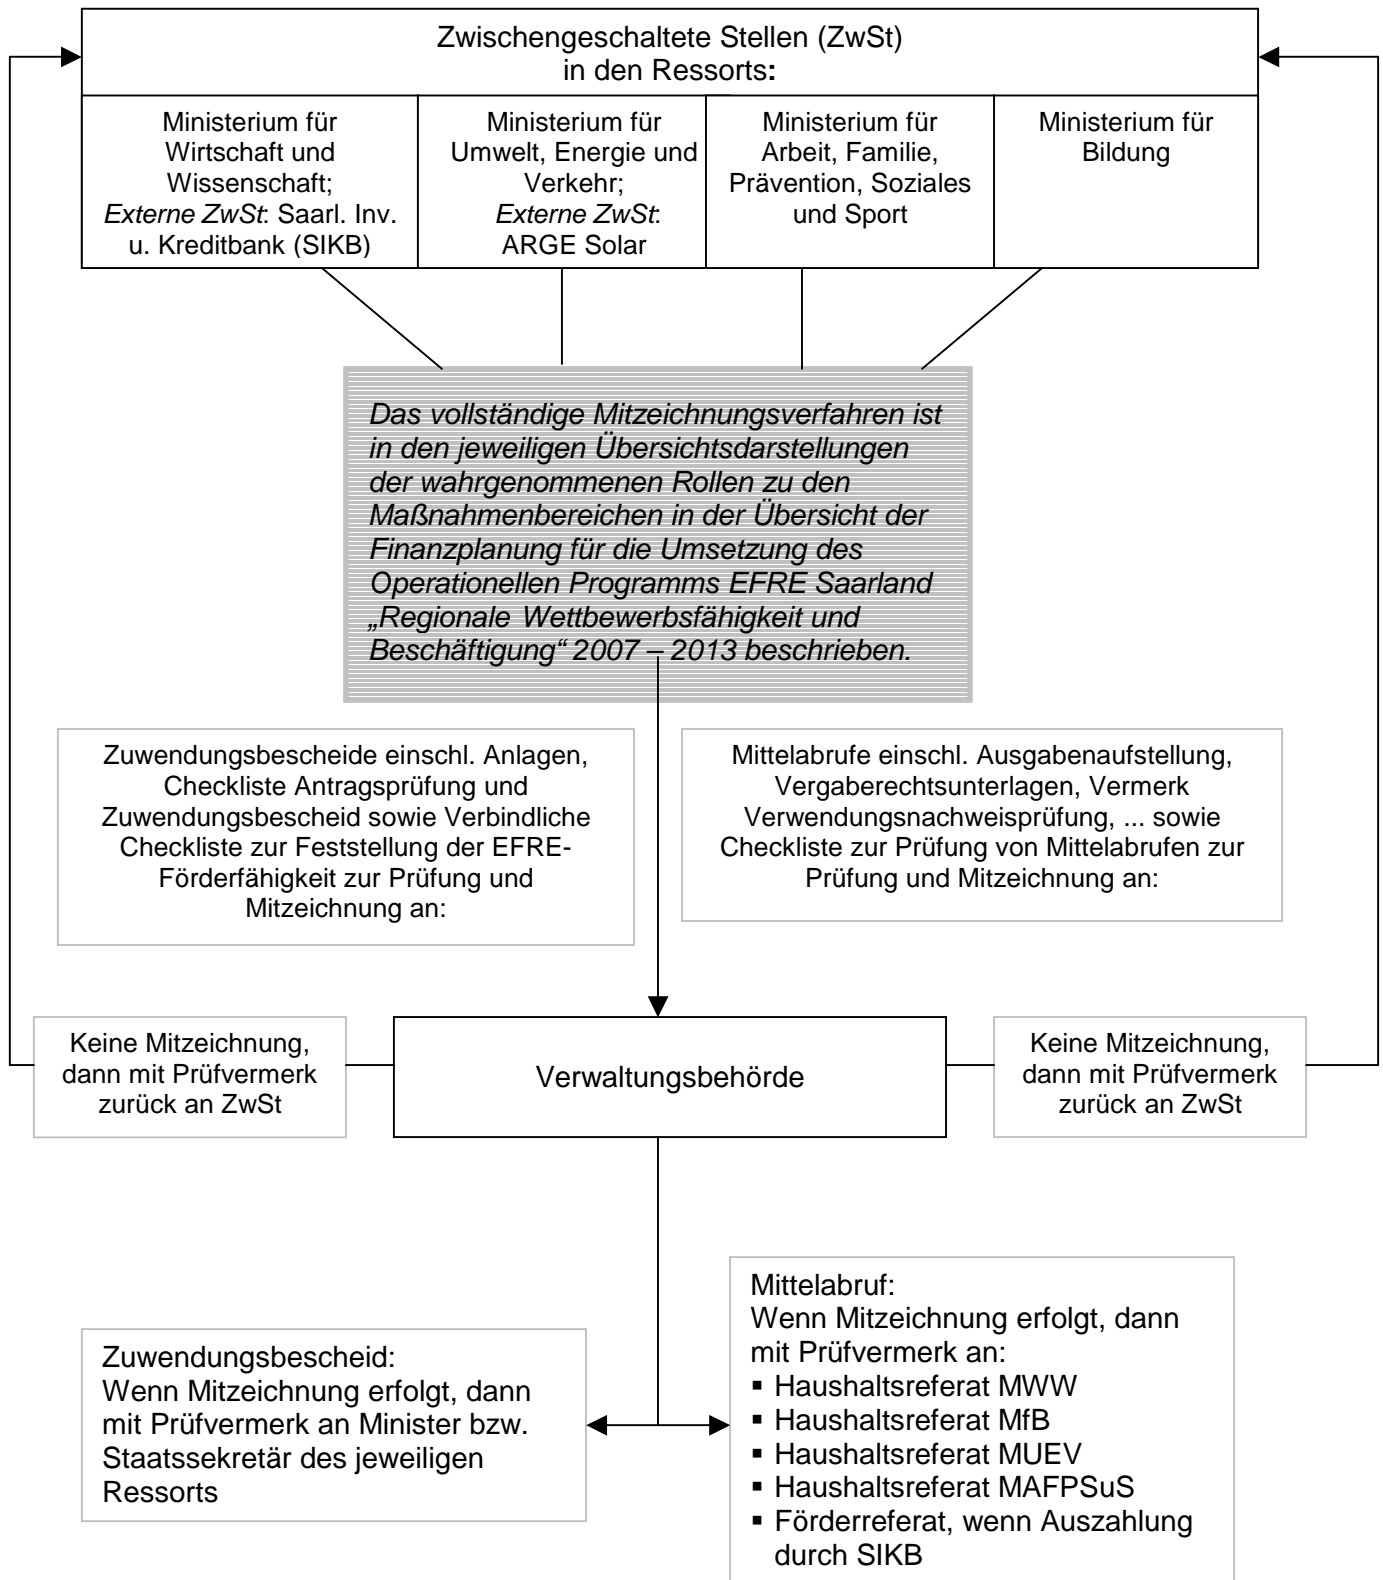 Zwischengeschaltete Stellen (ZwSt)
in den Ressorts:
Ministerium für
Wirtschaft und
Wissenschaft;
Externe ZwSt: Saarl. Inv.
u. Kreditbank (SIKB)
Ministerium für
Umwelt, Energie und
Verkehr;
Externe ZwSt:
ARGE Solar
Ministerium für
Arbeit, Familie,
Prävention, Soziales
und Sport
Ministerium für
Bildung
Das vollständige Mitzeichnungsverfahren ist
in den jeweiligen Übersichtsdarstellungen
der wahrgenommenen Rollen zu den
Maßnahmenbereichen in der Übersicht der
Finanzplanung für die Umsetzung des
Operationellen Programms EFRE Saarland
„Regionale Wettbewerbsfähigkeit und
Beschäftigung“ 2007 – 2013 beschrieben.
Zuwendungsbescheide einschl. Anlagen,
Checkliste Antragsprüfung und
Zuwendungsbescheid sowie Verbindliche
Checkliste zur Feststellung der EFRE-
Förderfähigkeit zur Prüfung und
Mitzeichnung an:
Mittelabrufe einschl. Ausgabenaufstellung,
Vergaberechtsunterlagen, Vermerk
Verwendungsnachweisprüfung, ... sowie
Checkliste zur Prüfung von Mittelabrufen zur
Prüfung und Mitzeichnung an:
Keine Mitzeichnung,
dann mit Prüfvermerk
zurück an ZwSt
Verwaltungsbehörde
Keine Mitzeichnung,
dann mit Prüfvermerk
zurück an ZwSt
Zuwendungsbescheid:
Wenn Mitzeichnung erfolgt, dann
mit Prüfvermerk an Minister bzw.
Staatssekretär des jeweiligen
Ressorts
Mittelabruf:
Wenn Mitzeichnung erfolgt, dann
mit Prüfvermerk an:
▪ Haushaltsreferat MWW
▪ Haushaltsreferat MfB
▪ Haushaltsreferat MUEV
▪ Haushaltsreferat MAFPSuS
▪ Förderreferat, wenn Auszahlung
durch SIKB